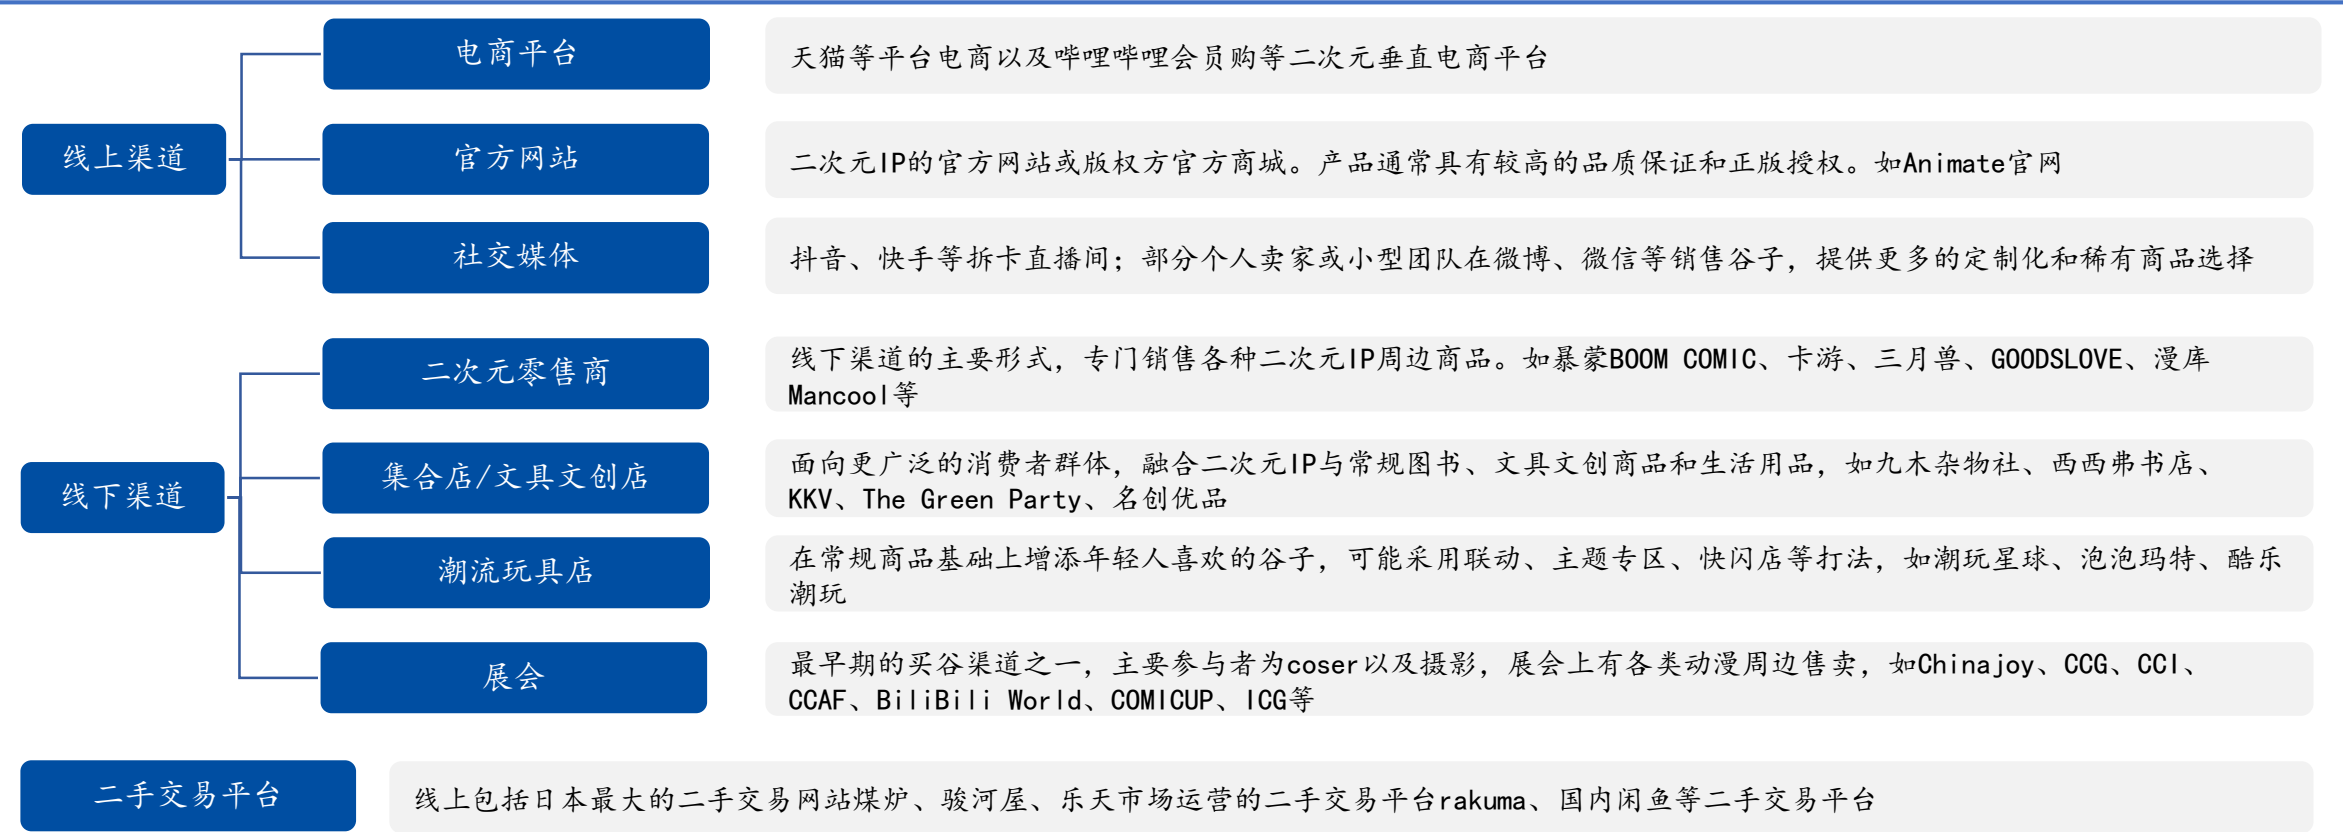 电商平台
天猫等平台电商以及哔哩哔哩会员购等二次元垂直电商平台
线上渠道
官方网站
二次元IP的官方网站或版权方官方商城。产品通常具有较高的品质保证和正版授权。如Animate官网
社交媒体
抖音、快手等拆卡直播间；部分个人卖家或小型团队在微博、微信等销售谷子，提供更多的定制化和稀有商品选择
二次元零售商
线下渠道的主要形式，专门销售各种二次元IP周边商品。如暴蒙BOOM COMIC、卡游、三月兽、GOODSLOVE、漫库
Mancool等
线下渠道
集合店/文具文创店
面向更广泛的消费者群体，融合二次元IP与常规图书、文具文创商品和生活用品，如九木杂物社、西西弗书店、
KKV、The Green Party、名创优品
潮流玩具店
在常规商品基础上增添年轻人喜欢的谷子，可能采用联动、主题专区、快闪店等打法，如潮玩星球、泡泡玛特、酷乐
潮玩
展会
最早期的买谷渠道之一，主要参与者为coser以及摄影，展会上有各类动漫周边售卖，如Chinajoy、CCG、CCI、
CCAF、BiliBili World、COMICUP、ICG等
二手交易平台
线上包括日本最大的二手交易网站煤炉、骏河屋、乐天市场运营的二手交易平台rakuma、国内闲鱼等二手交易平台